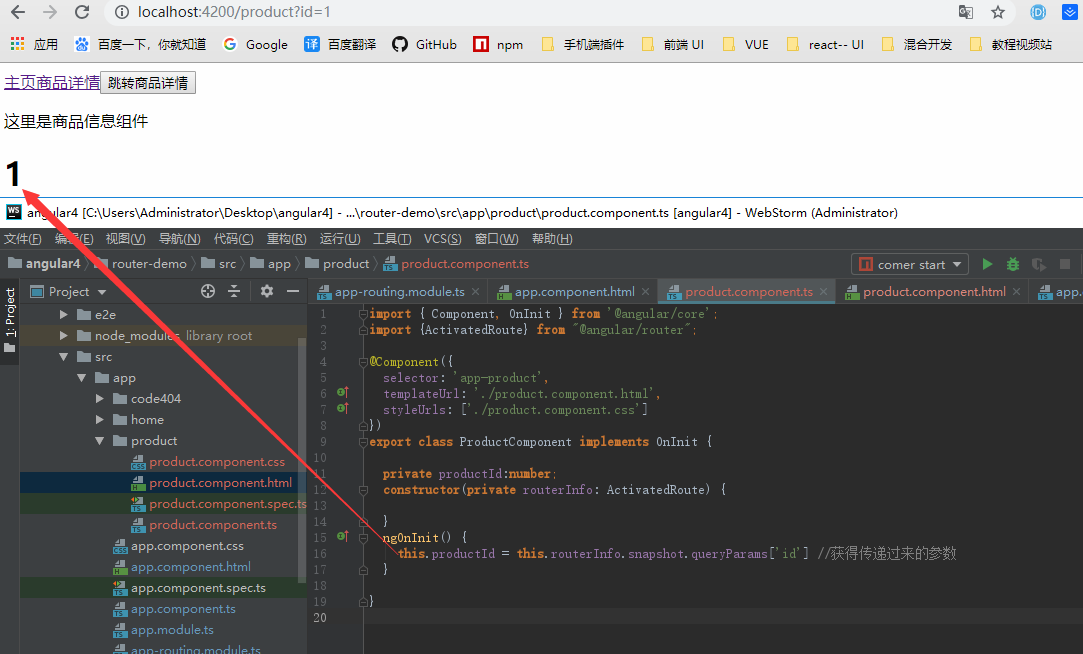 localhost:4200/product?id=1
应用 百度一下，你就知道 Google 百度翻译 GitHub npm 手机端插件 前端 UI VUE react-- UI 混合开发 教程视频站
主页商品详情 跳转商品详情
这里是商品信息组件
1
angular4 [C:\Users\Administrator\Desktop\angular4] - ...\router-demo\src\app\product\product.component.ts [angular4] - WebStorm (Administrator)
文件(F) 编辑(E) 视图(V) 导航(N) 代码(C) 重构(R) 运行(U) 工具(T) VCS(S) 窗口(W) 帮助(H)
angular4 router-demo src app product product.component.ts comer start
1: Project
Project
app-routing.module.ts app.component.html product.component.ts product.component.html app.
e2e
node_modules library root
src
app
code404
home
product
product.component.css
product.component.html
product.component.spec.ts
product.component.ts
app.component.css
app.component.html
app.component.spec.ts
app.component.ts
app.module.ts
app-routing.module.ts
1 import { Component, OnInit } from '@angular/core';
2 import {ActivatedRoute} from "@angular/router";
3
4 @Component({
5 selector: 'app-product',
6 templateUrl: './product.component.html',
7 styleUrls: ['./product.component.css']
8 })
9 export class ProductComponent implements OnInit {
10
11 private productId:number;
12 constructor(private routerInfo: ActivatedRoute) {
13
14 }
15 ngOnInit() {
16 this.productId = this.routerInfo.snapshot.queryParams['id'] //获得传递过来的参数
17 }
18
19 }
20